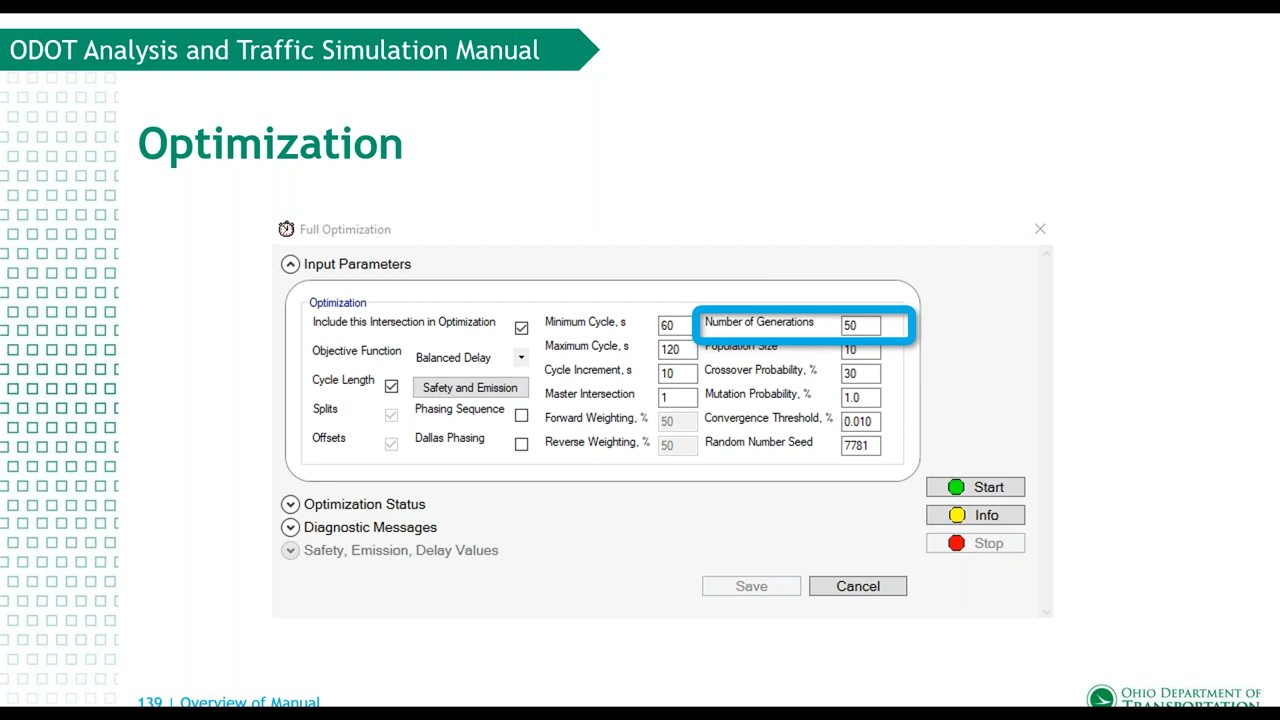 ODOT Analysis and Traffic Simulation Manual
Optimization
Full Optimization
Input Parameters
Optimization
Include this Intersection in Optimization
Objective Function Balanced Delay
Cycle Length Safety and Emission
Splits Phasing Sequence
Offsets Dallas Phasing
Minimum Cycle, s 60
Maximum Cycle, s 120
Cycle Increment, s 10
Master Intersection 1
Forward Weighting, % 50
Reverse Weighting, % 50
Number of Generations 50
Population Size 10
Crossover Probability, % 30
Mutation Probability, % 1.0
Convergence Threshold, % 0.010
Random Number Seed 7781
Optimization Status
Diagnostic Messages
Safety, Emission, Delay Values
Start
Info
Stop
Save Cancel
139 | Overview of Manual
OHIO DEPARTMENT OF
TRANSPORTATION